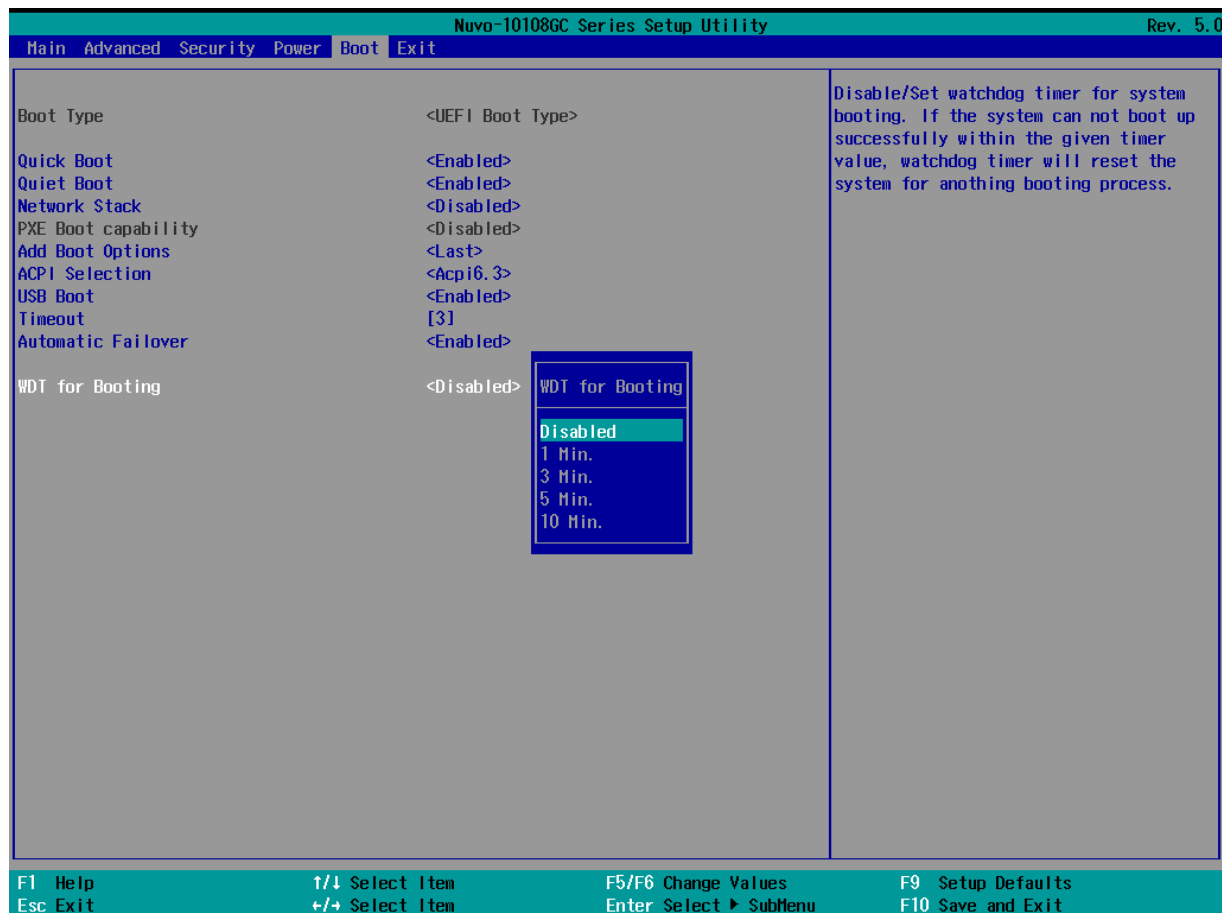 Nuvo-10108GC Series Setup Utility Rev. 5.0
Main Advanced Security Power Boot Exit
Boot Type <UEFI Boot Type>
Quick Boot <Enabled>
Quiet Boot <Enabled>
Network Stack <Disabled>
PXE Boot capability <Disabled>
Add Boot Options <Last>
ACPI Selection <Acpi6.3>
USB Boot <Enabled>
Timeout [3]
Automatic Failover <Enabled>
WDT for Booting <Disabled>
WDT for Booting
Disabled
1 Min.
3 Min.
5 Min.
10 Min.
Disable/Set watchdog timer for system
booting. If the system can not boot up
successfully within the given timer
value, watchdog timer will reset the
system for anothing booting process.
F1 Help ↑/↓ Select Item F5/F6 Change Values F9 Setup Defaults
Esc Exit ←/→ Select Item Enter Select ▶ SubMenu F10 Save and Exit